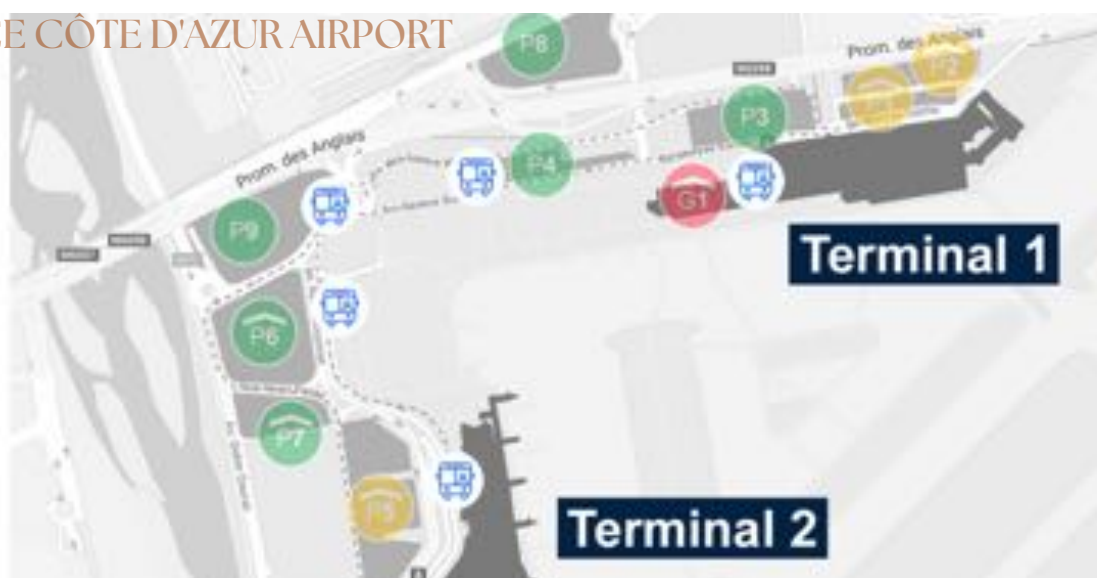 E CÔTE D'AZUR AIRPORT
P8
Prom. des Anglais
P2
P3
Prom. des Anglais
P4
G1
P9
Terminal 1
P6
P7
P5
Terminal 2